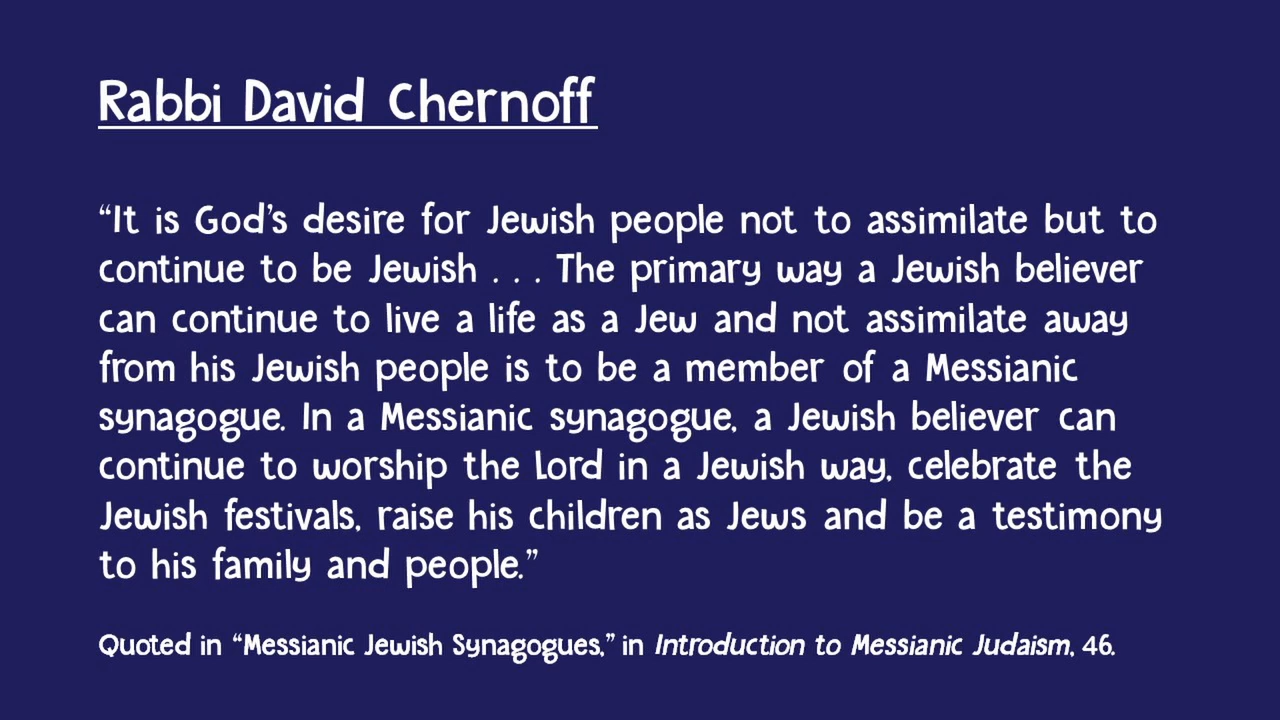 Rabbi David Chernoff
“It is God’s desire for Jewish people not to assimilate but to
continue to be Jewish . . . The primary way a Jewish believer
can continue to live a life as a Jew and not assimilate away
from his Jewish people is to be a member of a Messianic
synagogue. In a Messianic synagogue, a Jewish believer can
continue to worship the Lord in a Jewish way, celebrate the
Jewish festivals, raise his children as Jews and be a testimony
to his family and people.”
Quoted in “Messianic Jewish Synagogues,” in Introduction to Messianic Judaism, 46.